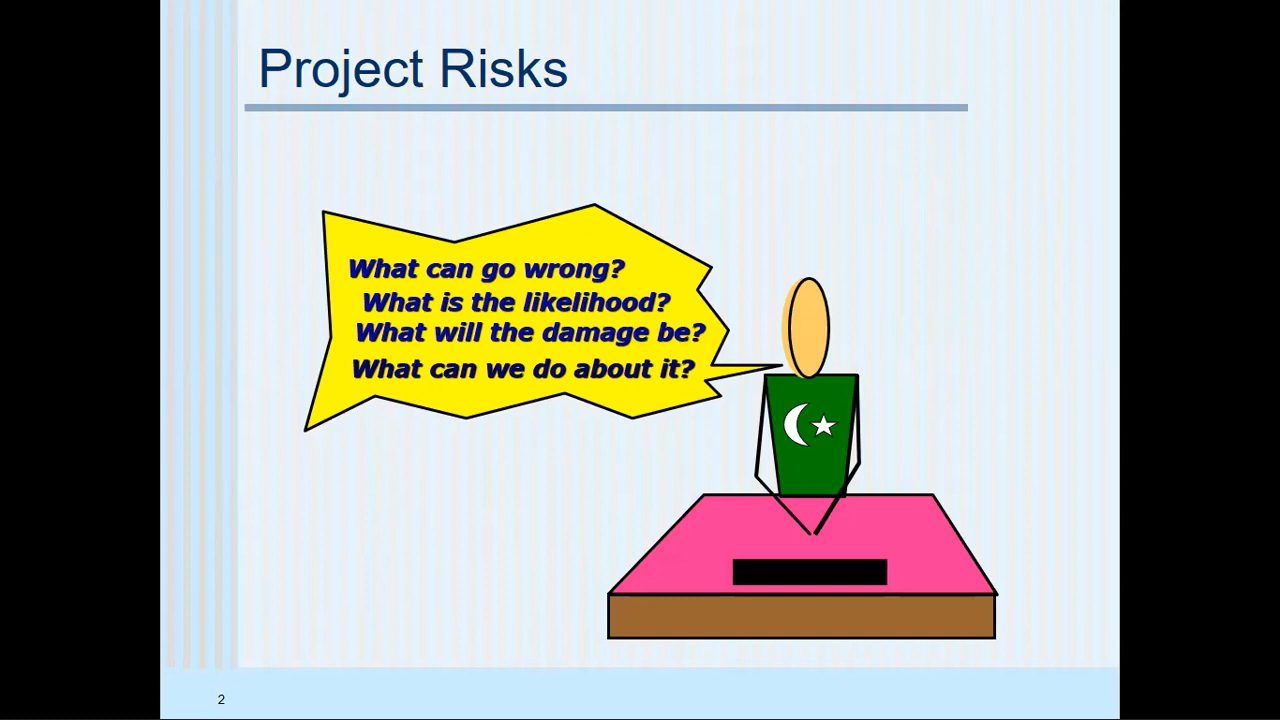 Project Risks
What can go wrong?
What is the likelihood?
What will the damage be?
What can we do about it?
2